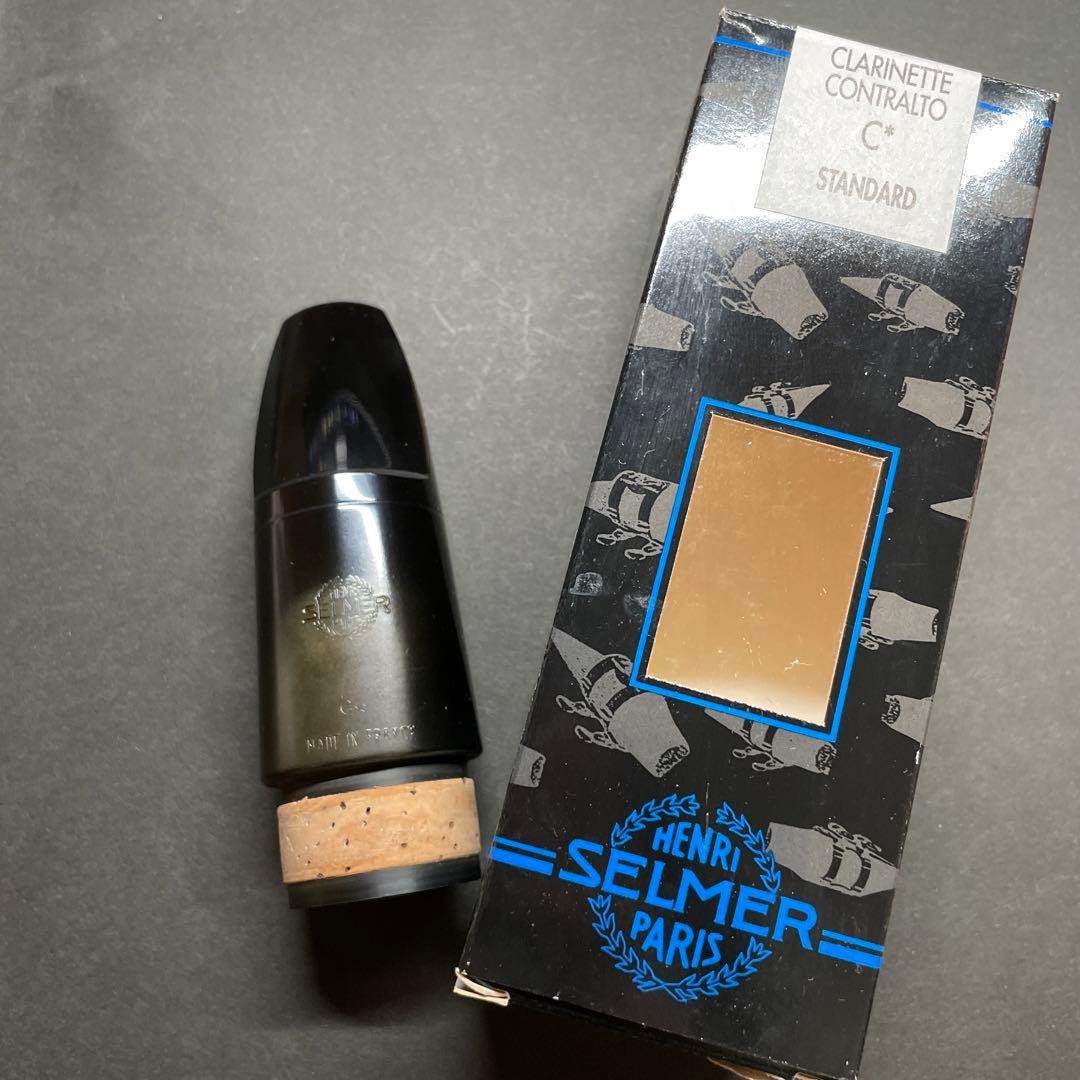 CLARINETTE
CONTRALTO
C*
STANDARD
HENRI
SELMER
PARIS
SELMER
C*
MADE IN FRANCE